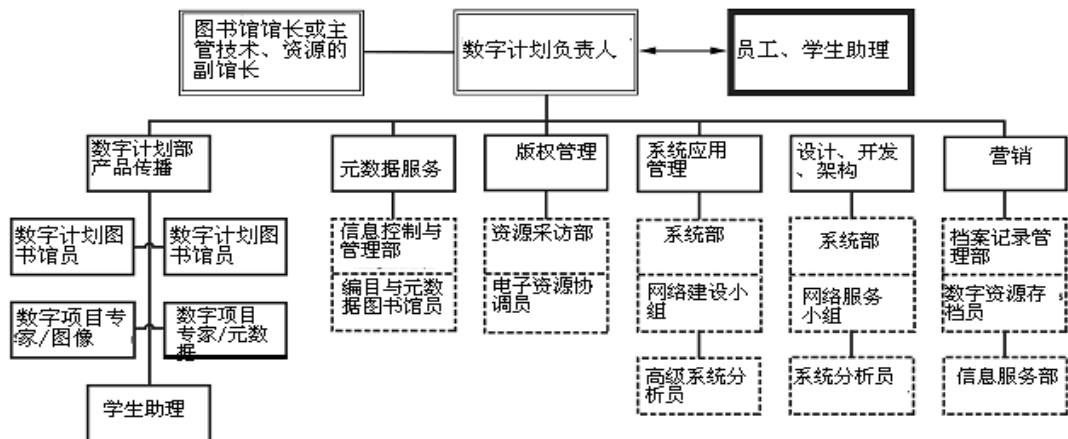 图书馆馆长或主
管技术、资源的
副馆长
数字计划负责人
员工、学生助理
数字计划部
产品传播
元数据服务
版权管理
系统应用
管理
设计、开发
、架构
营销
数字计划图
书馆员
数字计划图
书馆员
数字项目专
家/图像
数字项目
专家/元数
据
学生助理
信息控制与
管理部
编目与元数
据图书馆员
资源采访部
电子资源协
调员
系统部
网络建设小
组
高级系统分
析员
系统部
网络服务
小组
系统分析员
档案记录管
理部
数字资源存
档员
信息服务部